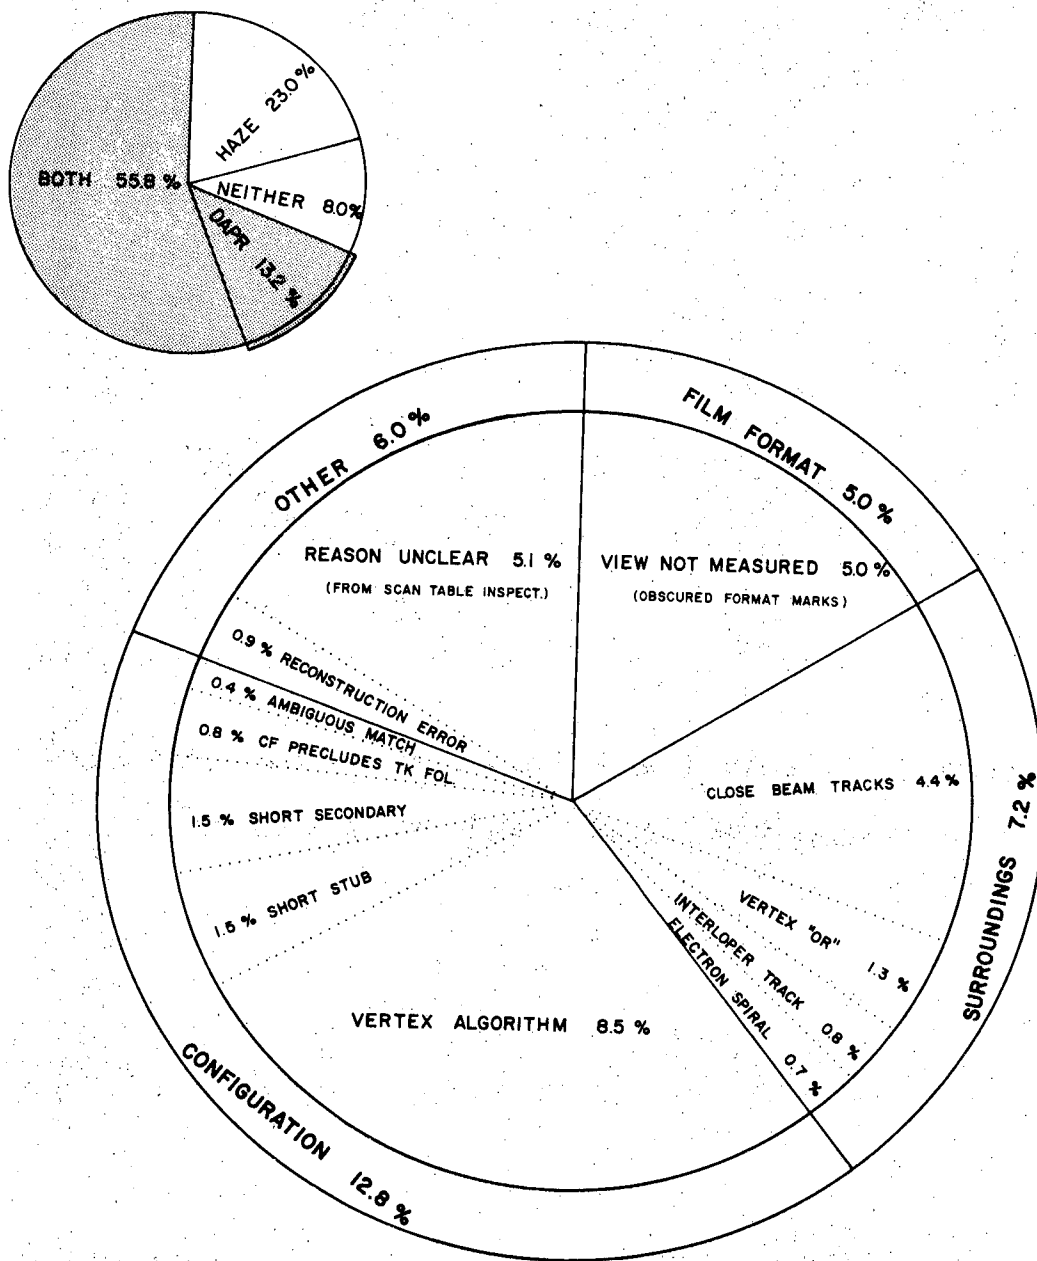 HAZE 23.0 %
BOTH 55.8 %
NEITHER 8.0%
DAPR 13.2 %
FILM FORMAT 5.0 %
OTHER 6.0 %
REASON UNCLEAR 5.1 %
(FROM SCAN TABLE INSPECT.)
VIEW NOT MEASURED 5.0 %
(OBSCURED FORMAT MARKS)
0.9 % RECONSTRUCTION ERROR
0.4 % AMBIGUOUS MATCH
0.8 % CF PRECLUDES TK FOL.
1.5 % SHORT SECONDARY
1.5 % SHORT STUB
VERTEX ALGORITHM 8.5 %
CLOSE BEAM TRACKS 4.4 %
VERTEX "OR" 1.3 %
INTERLOPER TRACK 0.8 %
ELECTRON SPIRAL 0.7 %
SURROUNDINGS 7.2 %
CONFIGURATION 12.8 %